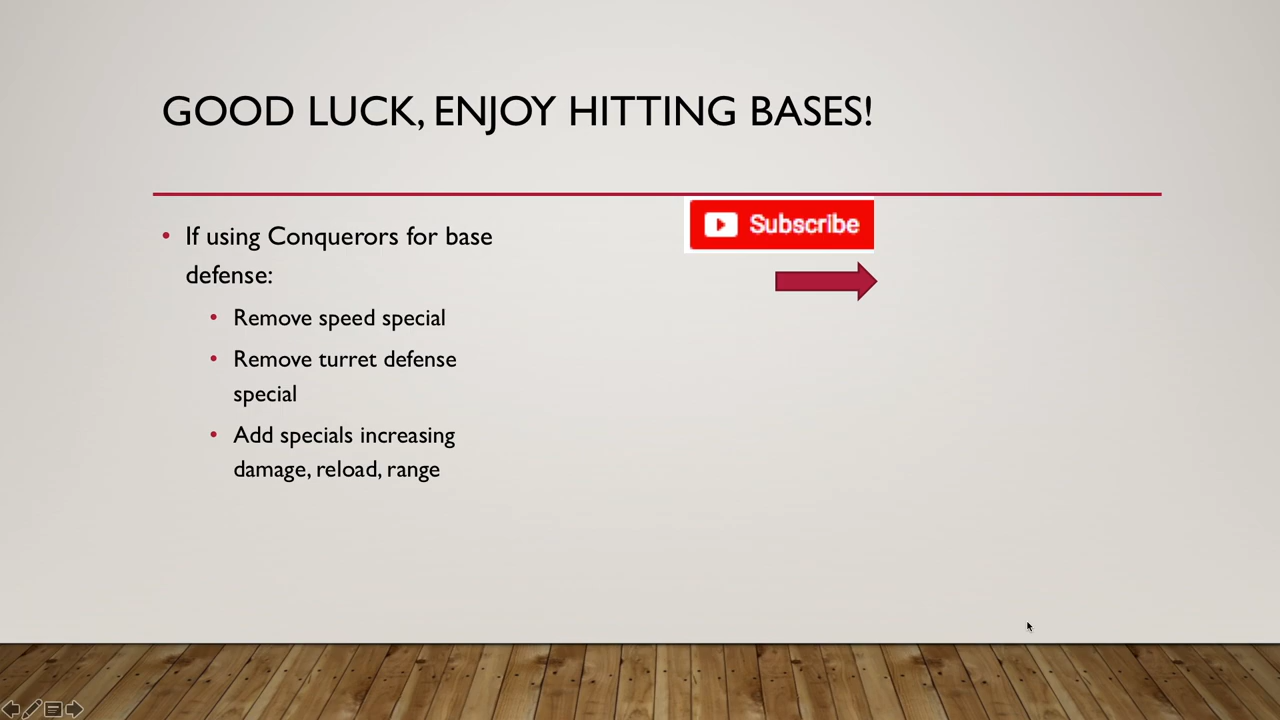 GOOD LUCK, ENJOY HITTING BASES!
• If using Conquerors for base
defense:
• Remove speed special
• Remove turret defense
special
• Add specials increasing
damage, reload, range
Subscribe